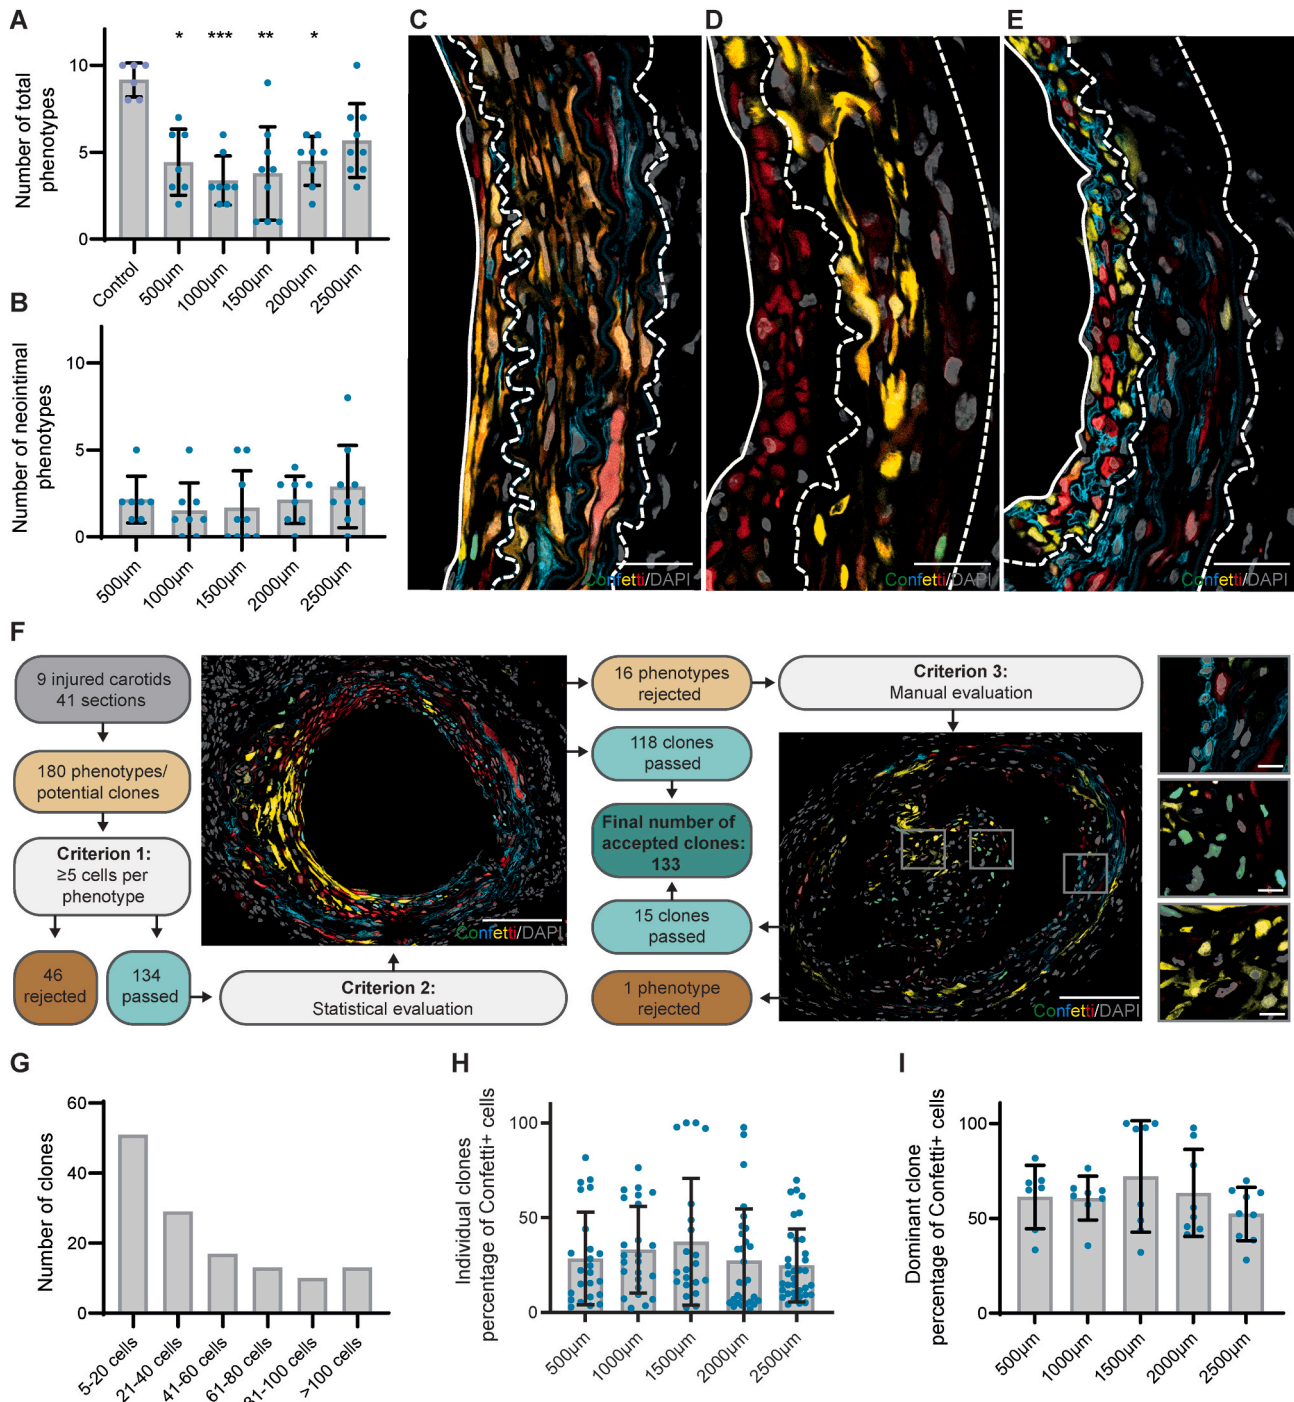 A
Number of total
phenotypes
10
5
0
* *** ** *
Control
500µm
1000µm
1500µm
2000µm
2500µm
B
Number of neointimal
phenotypes
10
5
0
500µm
1000µm
1500µm
2000µm
2500µm
C
Confetti/DAPI
D
Confetti/DAPI
E
Confetti/DAPI
F
9 injured carotids
41 sections
180 phenotypes/
potential clones
Criterion 1:
≥5 cells per
phenotype
46
rejected
134
passed
Confetti/DAPI
Criterion 2:
Statistical evaluation
16 phenotypes
rejected
118 clones
passed
Final number of
accepted clones:
133
15 clones
passed
1 phenotype
rejected
Criterion 3:
Manual evaluation
Confetti/DAPI
G
Number of clones
60
40
20
0
5-20 cells
21-40 cells
41-60 cells
61-80 cells
81-100 cells
>100 cells
H
Individual clones
percentage of Confetti+ cells
100
50
0
500µm
1000µm
1500µm
2000µm
2500µm
I
Dominant clone
percentage of Confetti+ cells
100
50
0
500µm
1000µm
1500µm
2000µm
2500µm